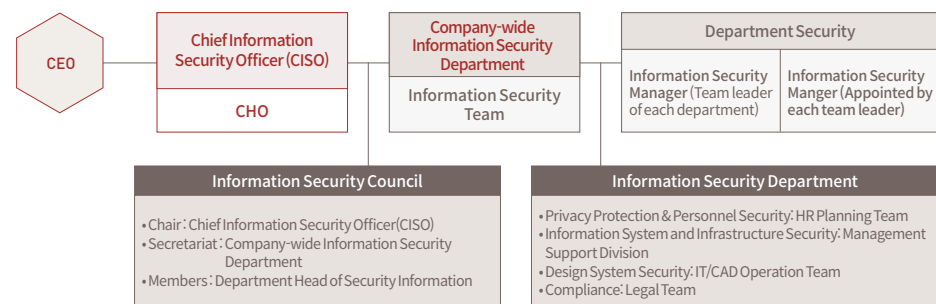 CEO
Chief Information
Security Officer (CISO)
CHO
Company-wide
Information Security
Department
Information Security
Team
Department Security
Information Security
Manager (Team leader
of each department)
Information Security
Manger (Appointed by
each team leader)
Information Security Council
• Chair : Chief Information Security Officer(CISO)
• Secretariat : Company-wide Information Security
Department
• Members : Department Head of Security Information
Information Security Department
• Privacy Protection & Personnel Security: HR Planning Team
• Information System and Infrastructure Security: Management
Support Division
• Design System Security: IT/CAD Operation Team
• Compliance: Legal Team